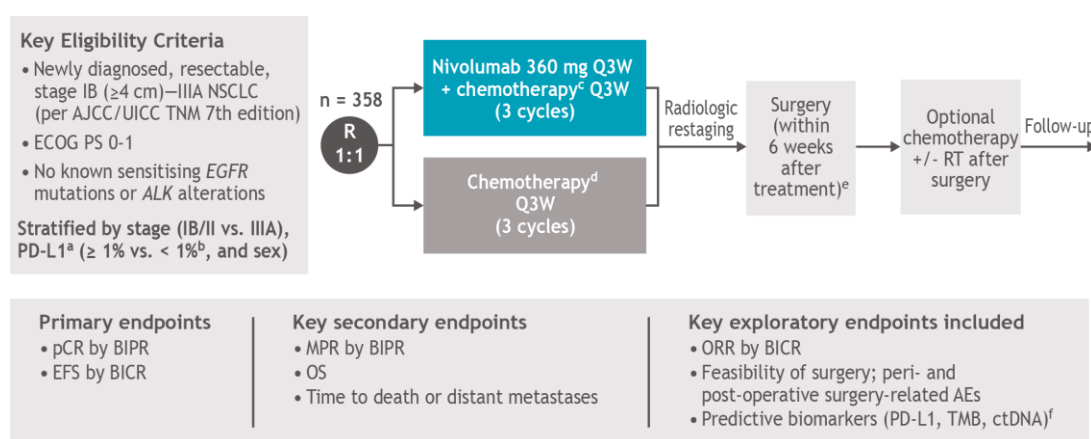 Key Eligibility Criteria
• Newly diagnosed, resectable,
stage IB (≥4 cm)—IIIA NSCLC
(per AJCC/UICC TNM 7th edition)
• ECOG PS 0-1
• No known sensitising EGFR
mutations or ALK alterations
Stratified by stage (IB/II vs. IIIA),
PD-L1ᵃ (≥ 1% vs. < 1%ᵇ, and sex)
n = 358
R
1:1
Nivolumab 360 mg Q3W
+ chemotherapyᶜ Q3W
(3 cycles)
Chemotherapyᵈ
Q3W
(3 cycles)
Radiologic
restaging
Surgery
(within
6 weeks
after
treatment)ᵉ
Optional
chemotherapy
+/- RT after
surgery
Follow-up
Primary endpoints
• pCR by BIPR
• EFS by BICR
Key secondary endpoints
• MPR by BIPR
• OS
• Time to death or distant metastases
Key exploratory endpoints included
• ORR by BICR
• Feasibility of surgery; peri- and
post-operative surgery-related AEs
• Predictive biomarkers (PD-L1, TMB, ctDNA)ᶠ